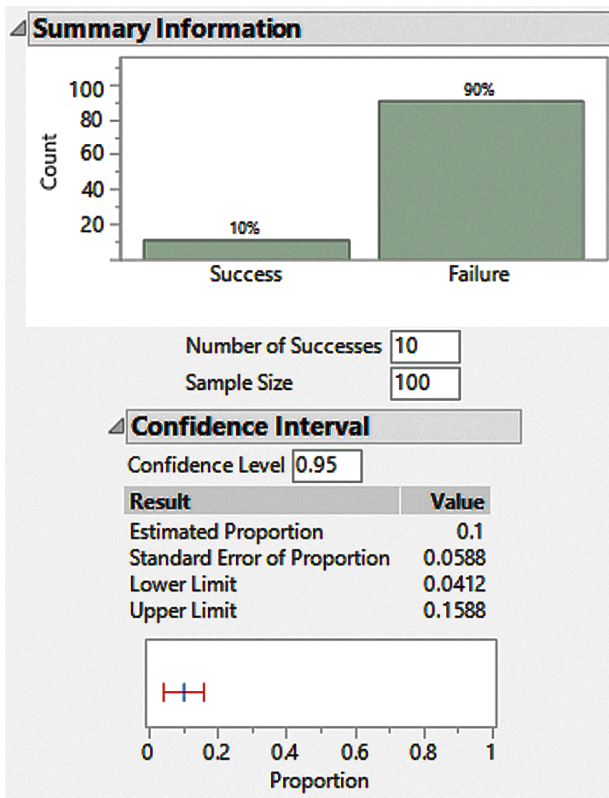 Summary Information
100
80
60
40
20
Count
10%
90%
Success Failure
Number of Successes 10
Sample Size 100
Confidence Interval
Confidence Level 0.95
Result Value
Estimated Proportion 0.1
Standard Error of Proportion 0.0588
Lower Limit 0.0412
Upper Limit 0.1588
0 0.2 0.4 0.6 0.8 1
Proportion